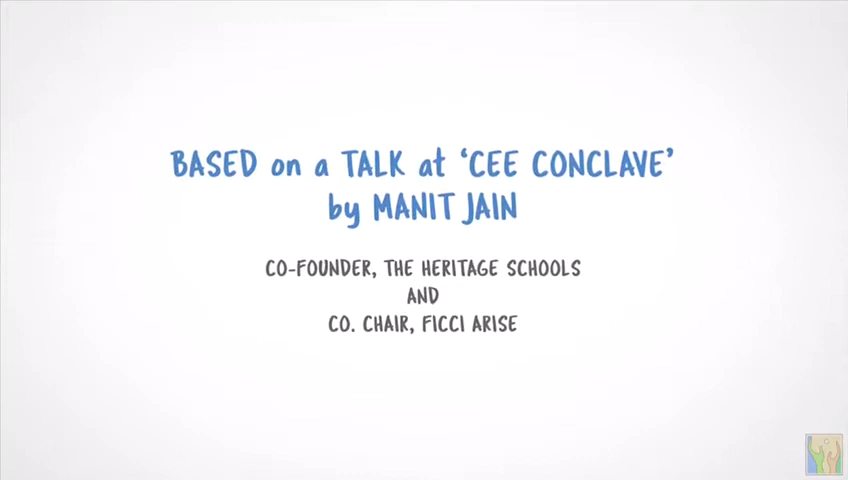 BASED on a TALK at ‘CEE CONCLAVE’
by MANIT JAIN
CO-FOUNDER, THE HERITAGE SCHOOLS
AND
CO. CHAIR, FICCI ARISE